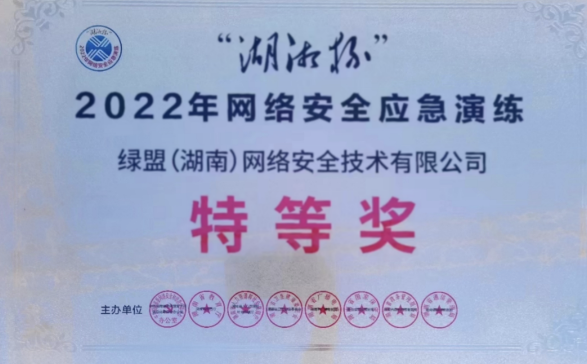 “湖湘杯”
2022年网络安全应急演练
绿盟(湖南)网络安全技术有限公司
特等奖
主办单位